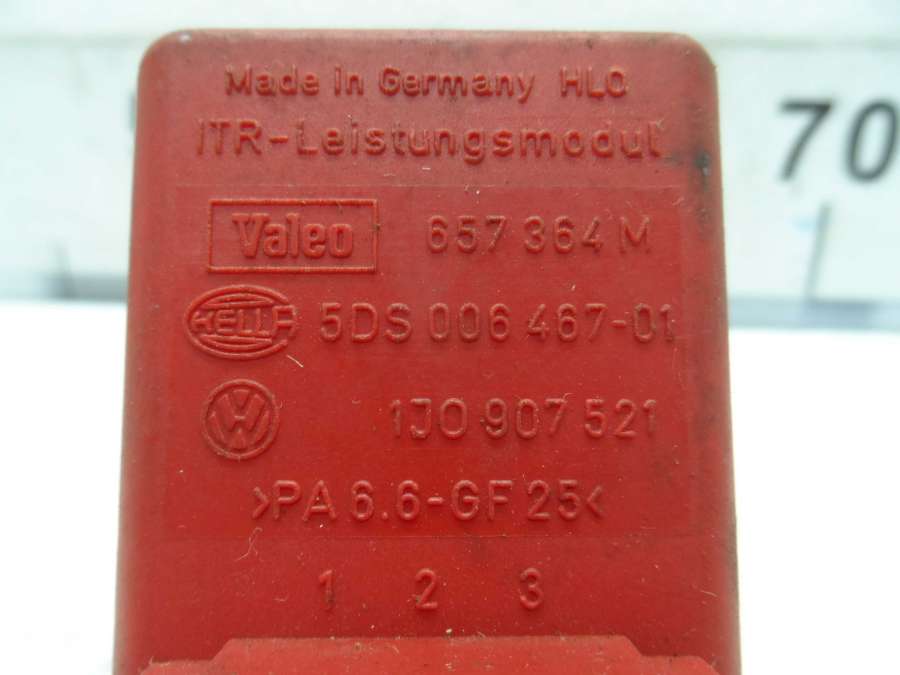 Made in Germany HLO
ITR-Leistungsmodul
Valeo 657 364 M
HELLA 5DS 006 467-01
VW 1J0 907 521
>PA 6.6-GF 25<
1 2 3
70